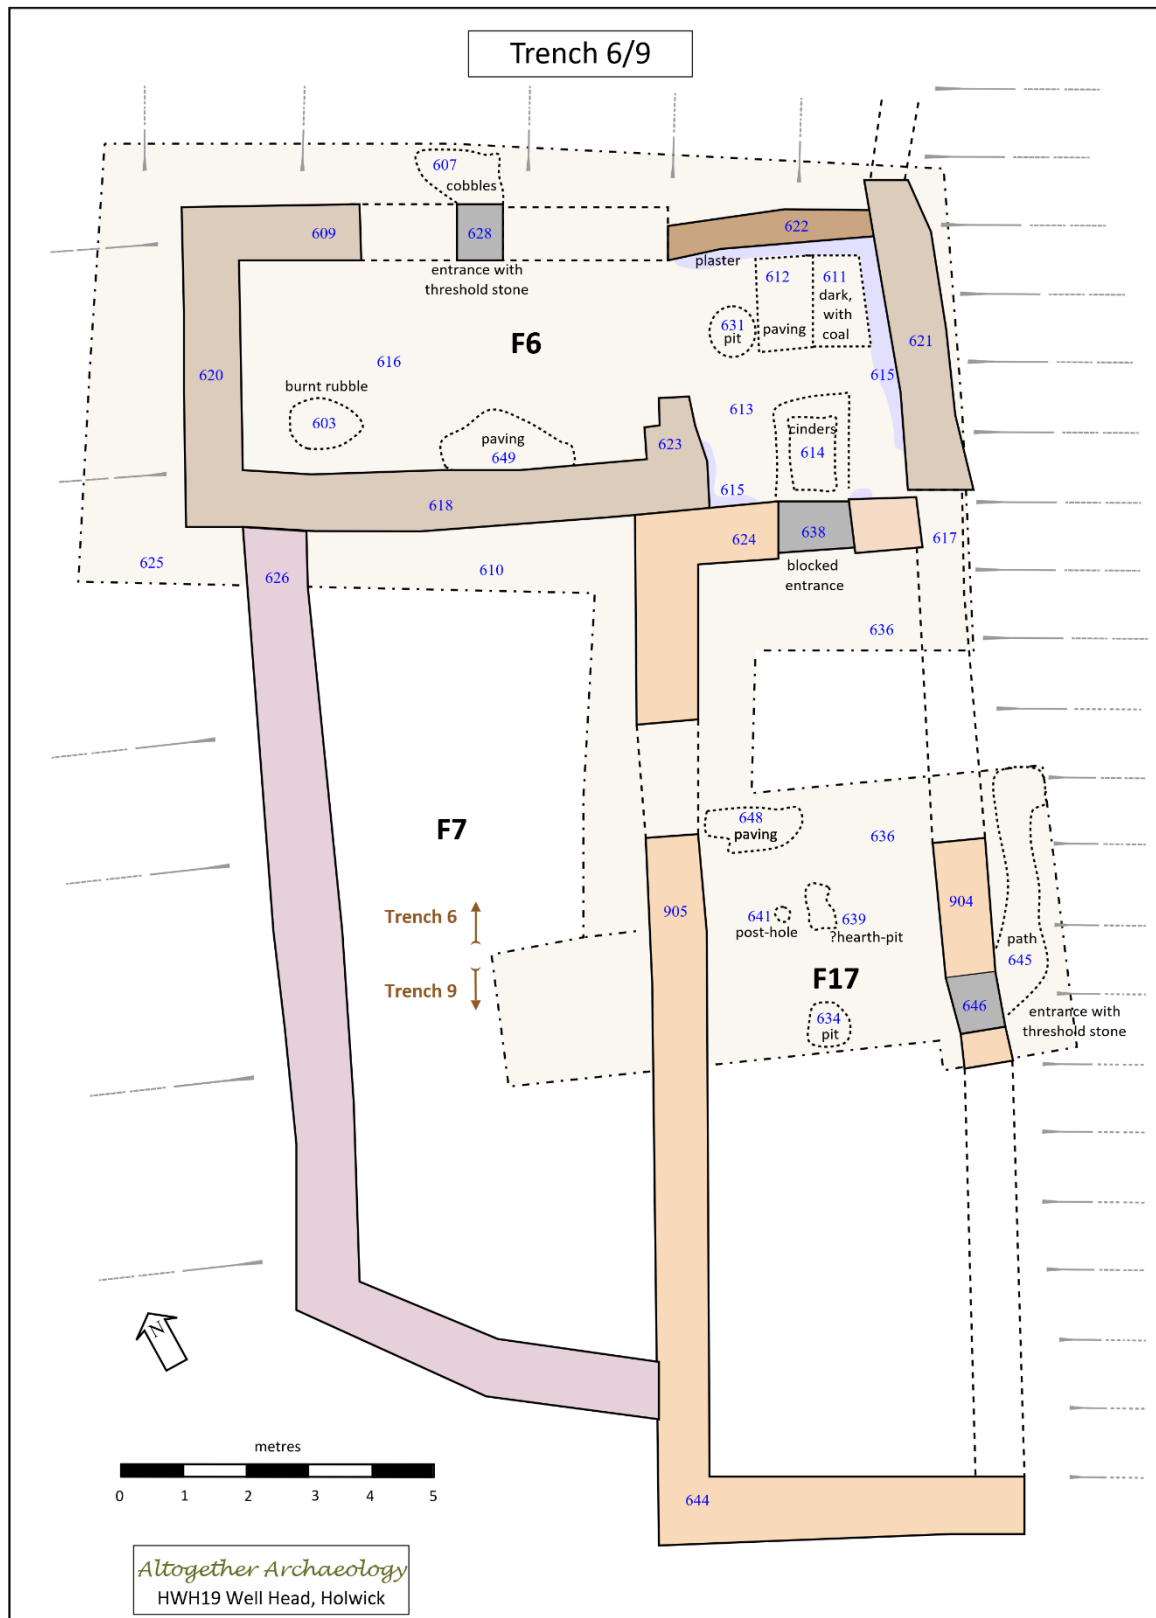 Trench 6/9
607
cobbles
609
628
622
entrance with
threshold stone
plaster
612
611
dark,
with
coal
631
pit
paving
F6
621
616
620
615
burnt rubble
603
613
paving
649
623
cinders
614
618
615
624
638
617
blocked
entrance
625
626
610
636
648
paving
636
F7
Trench 6
905
641
post-hole
639
?hearth-pit
904
path
645
Trench 9
F17
634
pit
646
entrance with
threshold stone
N
metres
0 1 2 3 4 5
644
Altogether Archaeology
HWH19 Well Head, Holwick